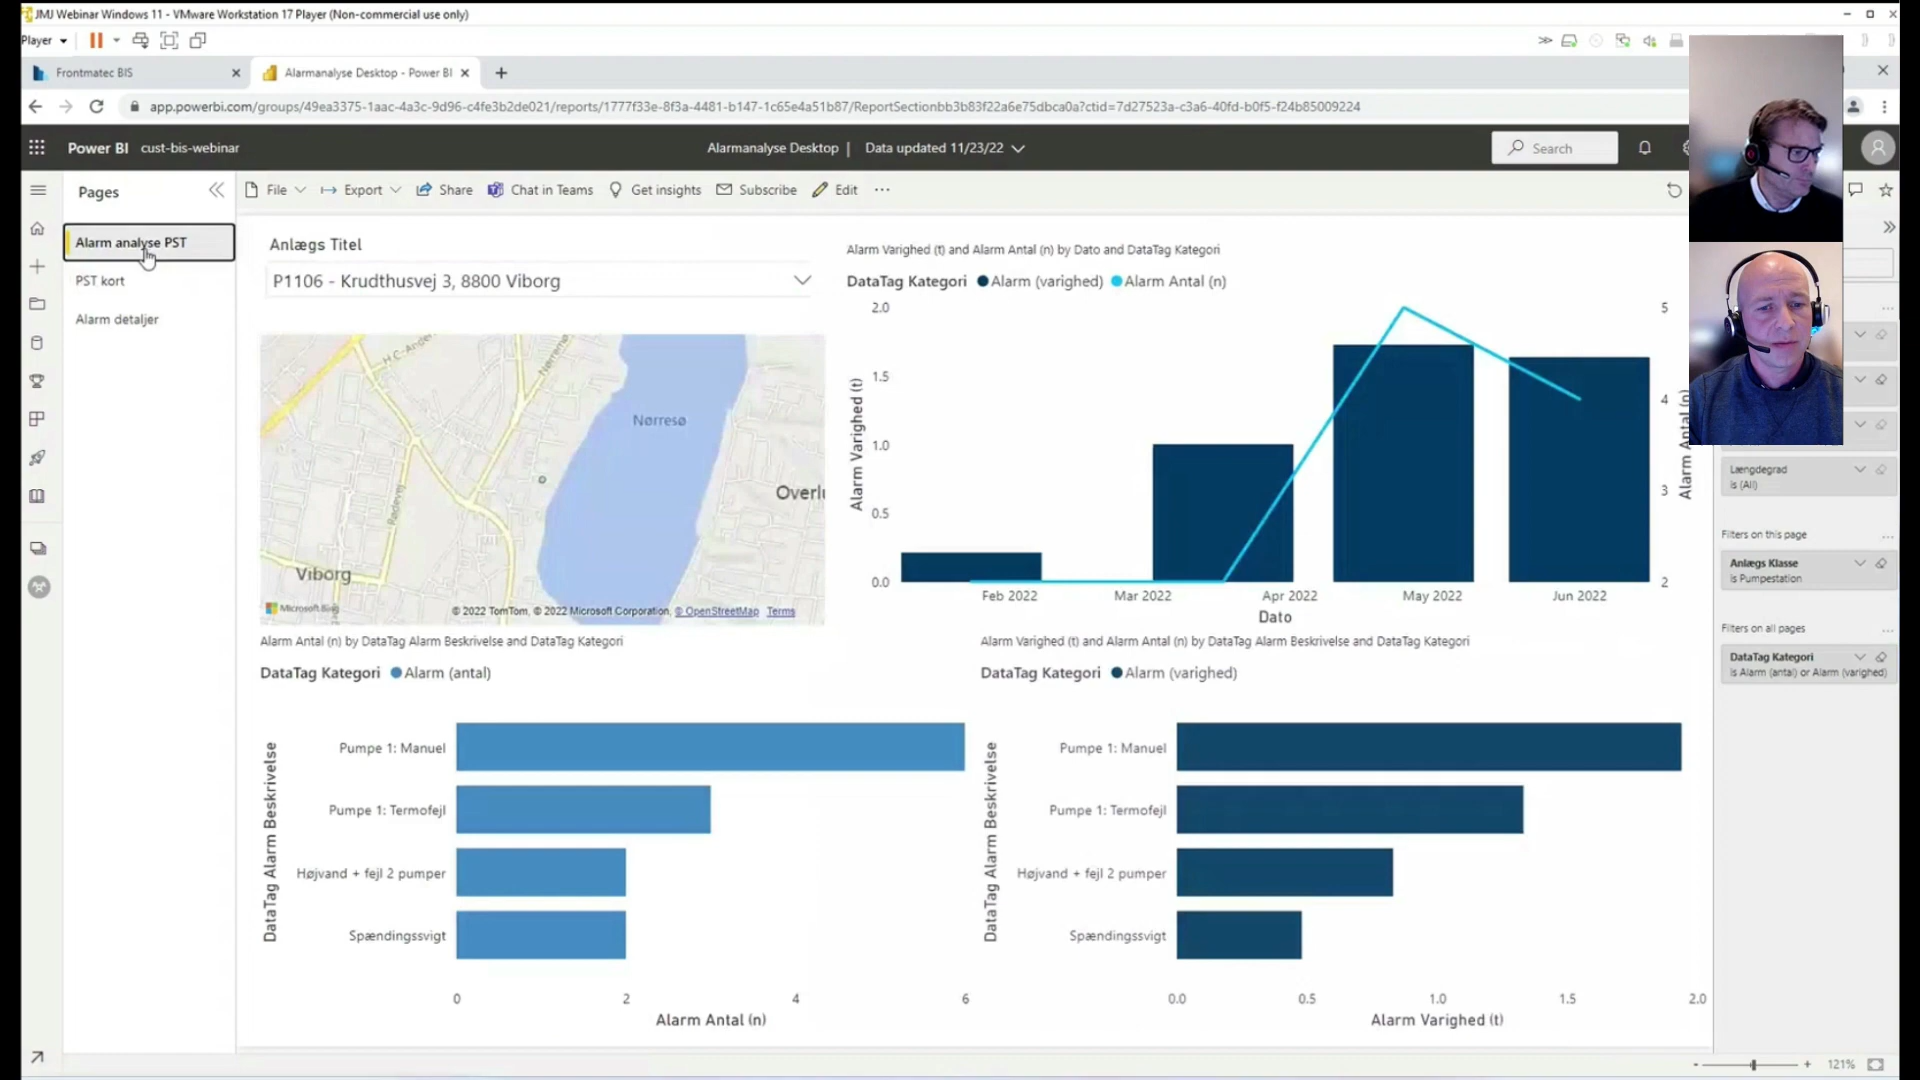 JMJ Webinar Windows 11 - VMware Workstation 17 Player (Non-commercial use only)
Player
Frontmatec BIS
Alarmanalyse Desktop - Power BI
app.powerbi.com/groups/49ea3375-1aac-4a3c-9d96-c4fe3b2de021/reports/1777f33e-8f3a-4481-b147-1c65e4a51b87/ReportSectionbb3b83f22a6e75dbca0a?ctid=7d27523a-c3a6-40fd-b0f5-f24b85009224
Power BI cust-bis-webinar
Alarmanalyse Desktop | Data updated 11/23/22
Search
Pages
File Export Share Chat in Teams Get insights Subscribe Edit ...
Alarm analyse PST
PST kort
Alarm detaljer
Anlægs Titel
P1106 - Krudthusvej 3, 8800 Viborg
H.C-Ander
Nørrema
Nørresø
Overlu
Rødevej
Viborg
Microsoft Bing
© 2022 TomTom, © 2022 Microsoft Corporation, © OpenStreetMap Terms
Alarm Varighed (t) and Alarm Antal (n) by Dato and DataTag Kategori
DataTag Kategori Alarm (varighed) Alarm Antal (n)
2.0
1.5
1.0
0.5
0.0
Alarm Varighed (t)
5
4
3
2
Alarm Antal (n)
Feb 2022 Mar 2022 Apr 2022 May 2022 Jun 2022
Dato
Alarm Antal (n) by DataTag Alarm Beskrivelse and DataTag Kategori
DataTag Kategori Alarm (antal)
DataTag Alarm Beskrivelse
Pumpe 1: Manuel
Pumpe 1: Termofejl
Højvand + fejl 2 pumper
Spændingssvigt
0 2 4 6
Alarm Antal (n)
Alarm Varighed (t) and Alarm Antal (n) by DataTag Alarm Beskrivelse and DataTag Kategori
DataTag Kategori Alarm (varighed)
DataTag Alarm Beskrivelse
Pumpe 1: Manuel
Pumpe 1: Termofejl
Højvand + fejl 2 pumper
Spændingssvigt
0.0 0.5 1.0 1.5 2.0
Alarm Varighed (t)
Længdegrad
is (All)
Filters on this page
Anlægs Klasse
is Pumpestation
Filters on all pages
DataTag Kategori
is Alarm (antal) or Alarm (varighed)
- + 121%